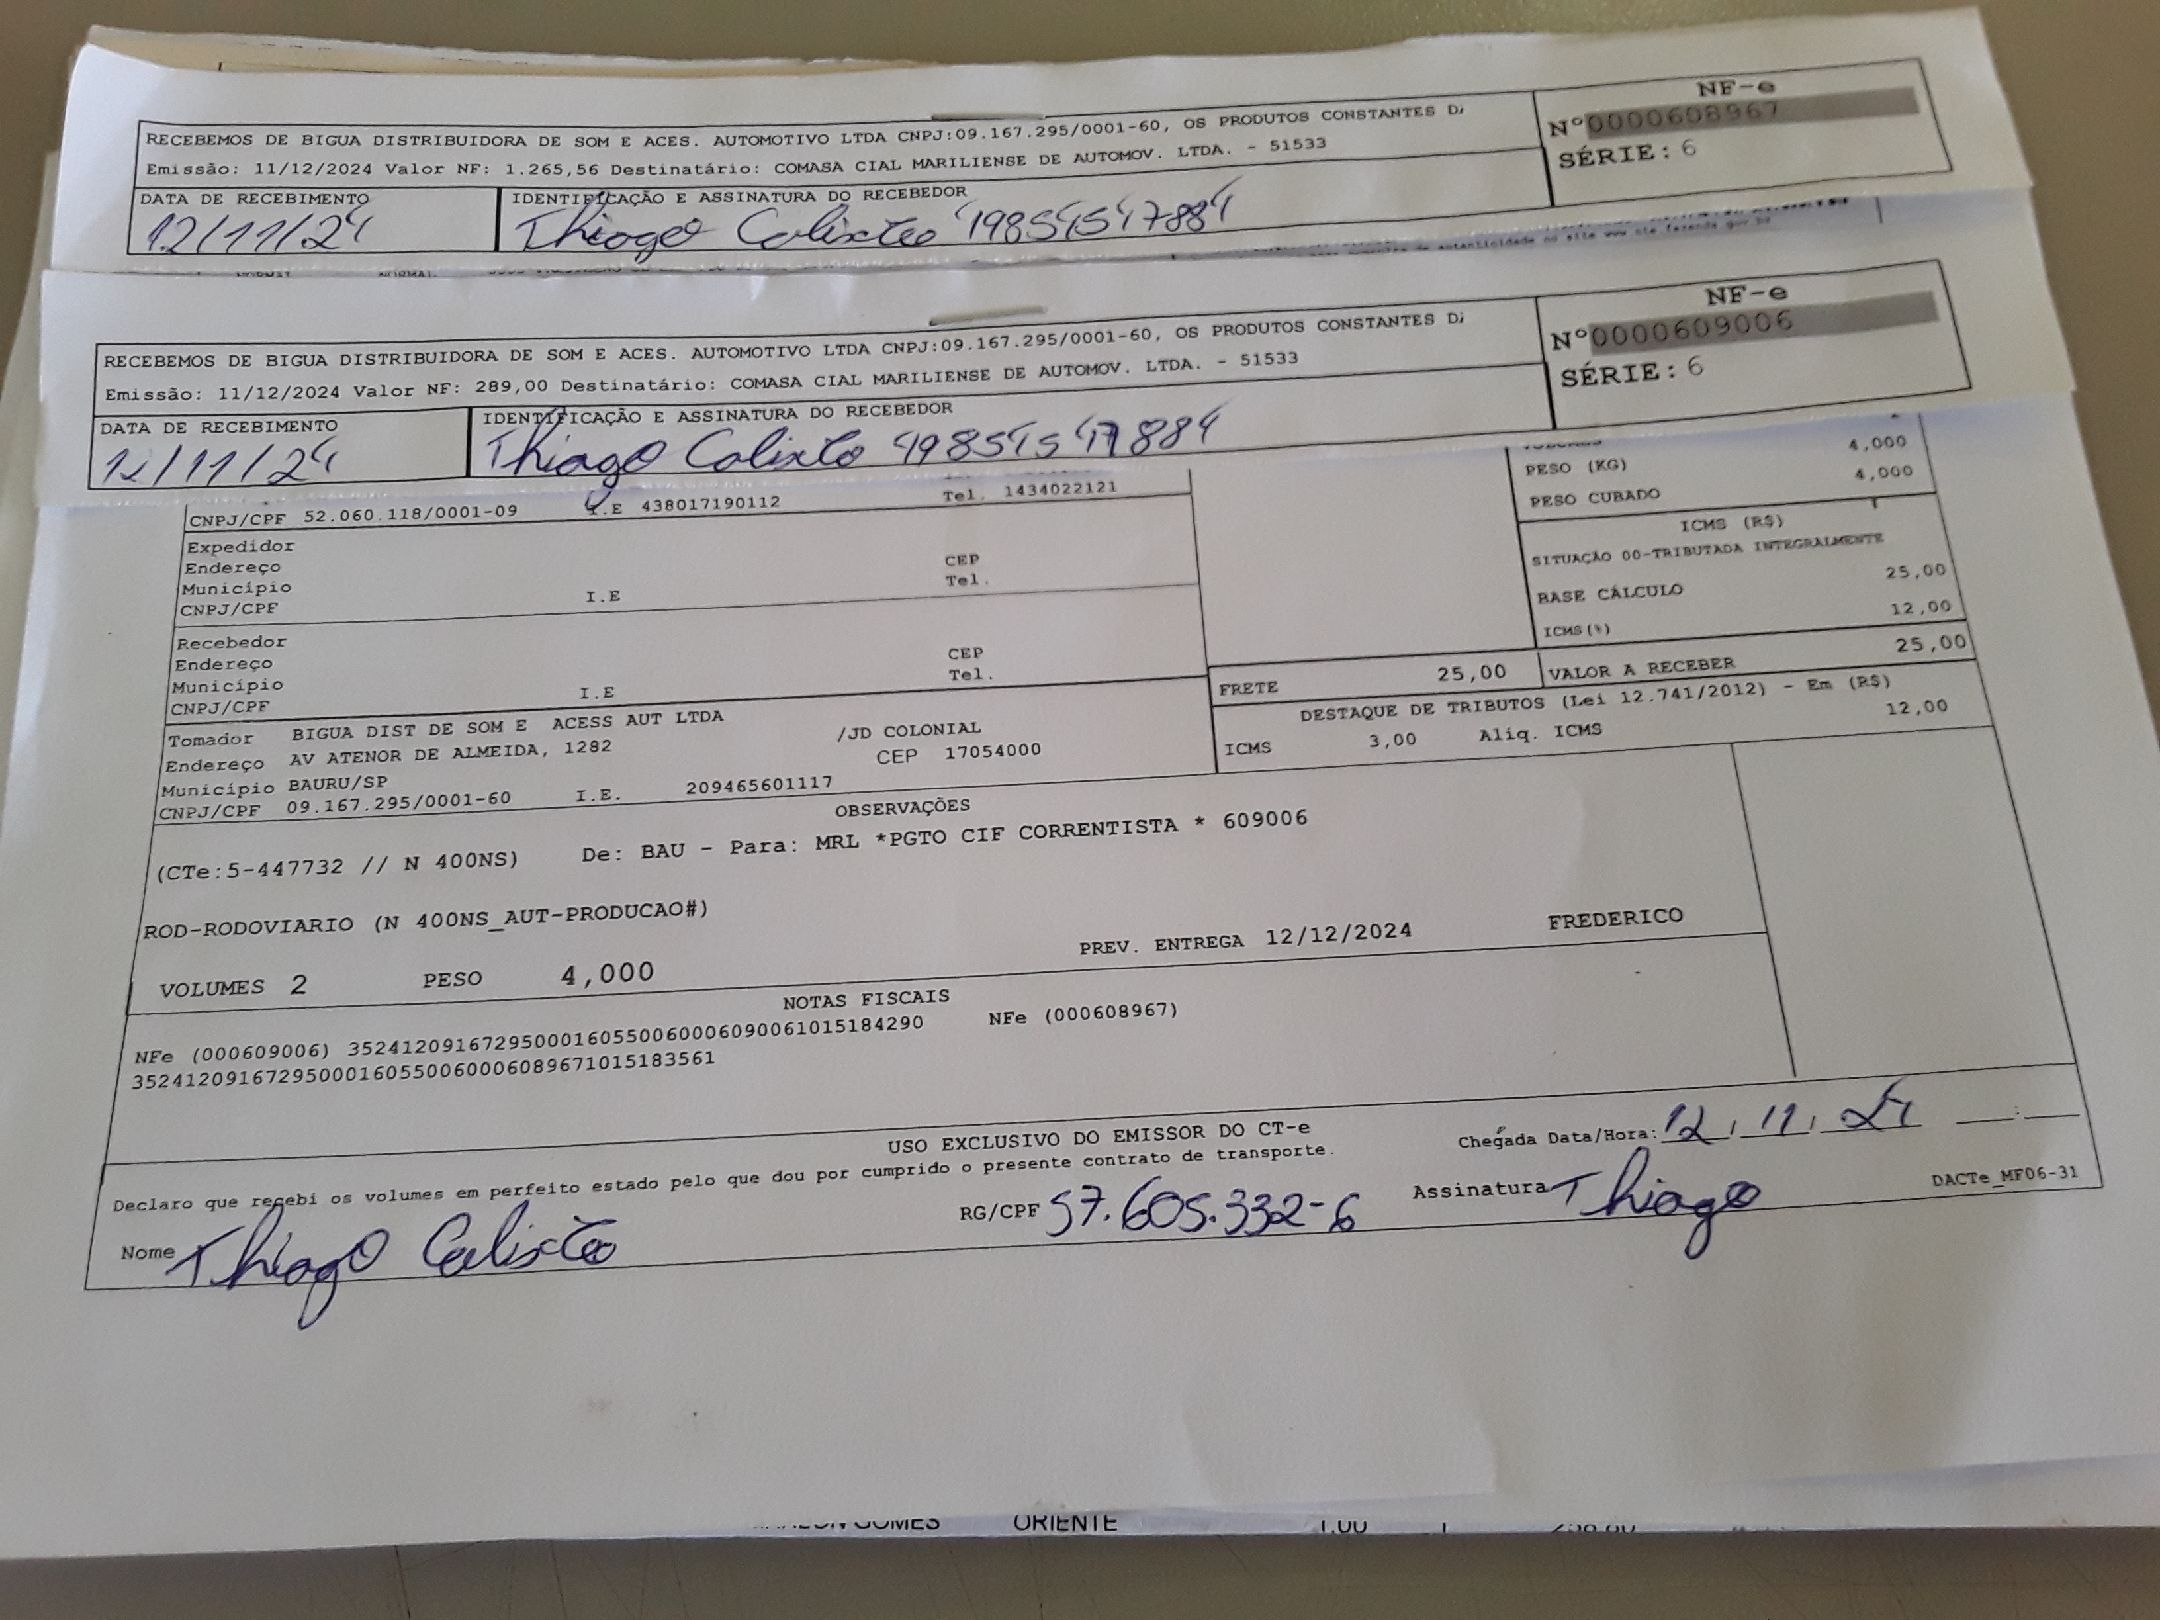 NF-e
RECEBEMOS DE BIGUA DISTRIBUIDORA DE SOM E ACES. AUTOMOTIVO LTDA CNPJ:09.167.295/0001-60, OS PRODUTOS CONSTANTES DA
Nº0000608967
Emissão: 11/12/2024 Valor NF: 1.265,56 Destinatário: COMASA CIAL MARILIENSE DE AUTOMOV. LTDA. - 51533
SÉRIE: 6
DATA DE RECEBIMENTO IDENTIFICAÇÃO E ASSINATURA DO RECEBEDOR
12/11/24 Thiago Calixto
NF-e
RECEBEMOS DE BIGUA DISTRIBUIDORA DE SOM E ACES. AUTOMOTIVO LTDA CNPJ:09.167.295/0001-60, OS PRODUTOS CONSTANTES DA
Nº0000609006
Emissão: 11/12/2024 Valor NF: 289,00 Destinatário: COMASA CIAL MARILIENSE DE AUTOMOV. LTDA. - 51533
SÉRIE: 6
DATA DE RECEBIMENTO IDENTIFICAÇÃO E ASSINATURA DO RECEBEDOR
12/11/24 Thiago Calixto
4,000
PESO (KG) 4,000
PESO CUBADO
CNPJ/CPF 52.060.118/0001-09 I.E 438017190112 Tel. 1434022121
ICMS (R$)
SITUAÇÃO 00-TRIBUTADA INTEGRALMENTE
BASE CÁLCULO 25,00
ICMS(%) 12,00
Expedidor
Endereço CEP
Município Tel.
CNPJ/CPF I.E
Recebedor
Endereço CEP
Município Tel.
CNPJ/CPF I.E
FRETE 25,00 VALOR A RECEBER 25,00
DESTAQUE DE TRIBUTOS (Lei 12.741/2012) - Em (R$)
ICMS 3,00 Aliq. ICMS 12,00
Tomador BIGUA DIST DE SOM E ACESS AUT LTDA
Endereço AV ATENOR DE ALMEIDA, 1282 /JD COLONIAL
Município BAURU/SP CEP 17054000
CNPJ/CPF 09.167.295/0001-60 I.E. 209465601117
OBSERVAÇÕES
(CTe:5-447732 // N 400NS) De: BAU - Para: MRL *PGTO CIF CORRENTISTA * 609006
ROD-RODOVIARIO (N 400NS_AUT-PRODUCAO#)
PREV. ENTREGA 12/12/2024 FREDERICO
VOLUMES 2 PESO 4,000
NOTAS FISCAIS
NFe (000609006) 35241209167295000160550060006090061015184290 NFe (000608967)
35241209167295000160550060006089671015183561
USO EXCLUSIVO DO EMISSOR DO CT-e
Declaro que recebi os volumes em perfeito estado pelo que dou por cumprido o presente contrato de transporte.
Chegada Data/Hora: 12/11/24 __:__
Nome Thiago Calixto RG/CPF 57.605.332-6 Assinatura Thiago
DACTe_MF06-31
GOMES ORIENTE 1,00